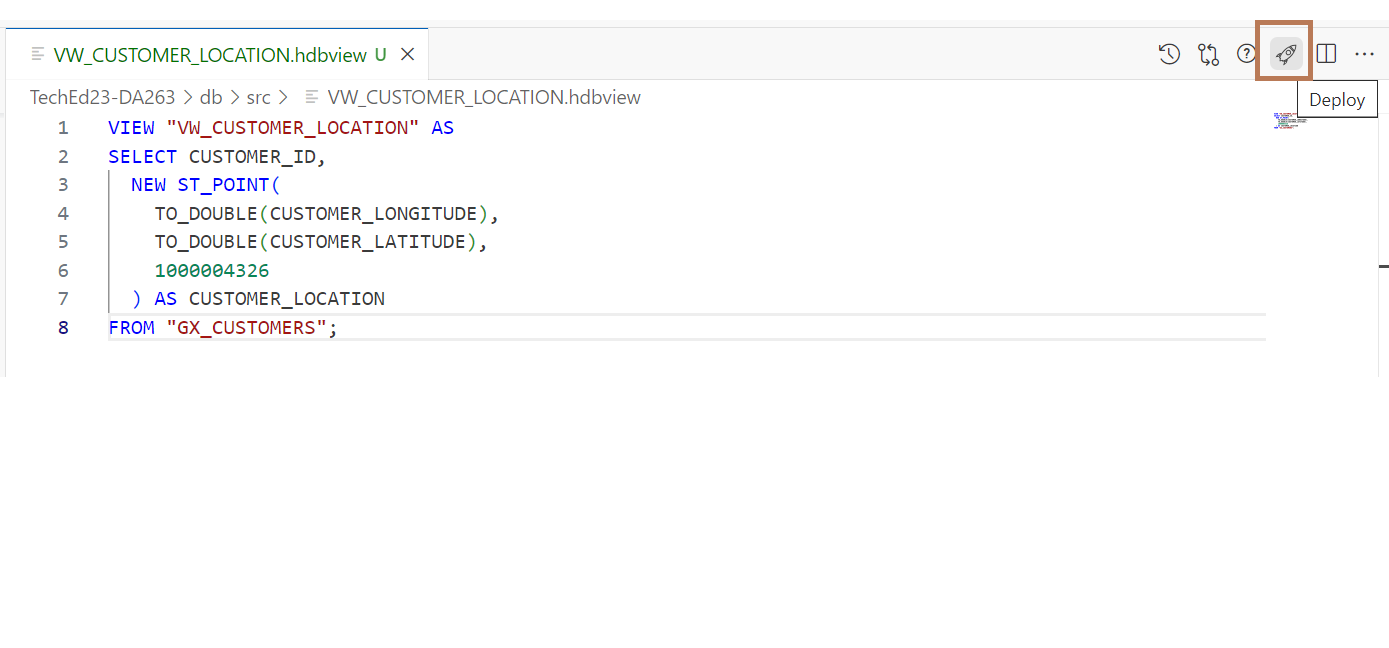 VW_CUSTOMER_LOCATION.hdbview U
Deploy
TechEd23-DA263 > db > src > VW_CUSTOMER_LOCATION.hdbview
1 VIEW "VW_CUSTOMER_LOCATION" AS
2 SELECT CUSTOMER_ID,
3 NEW ST_POINT(
4 TO_DOUBLE(CUSTOMER_LONGITUDE),
5 TO_DOUBLE(CUSTOMER_LATITUDE),
6 1000004326
7 ) AS CUSTOMER_LOCATION
8 FROM "GX_CUSTOMERS";